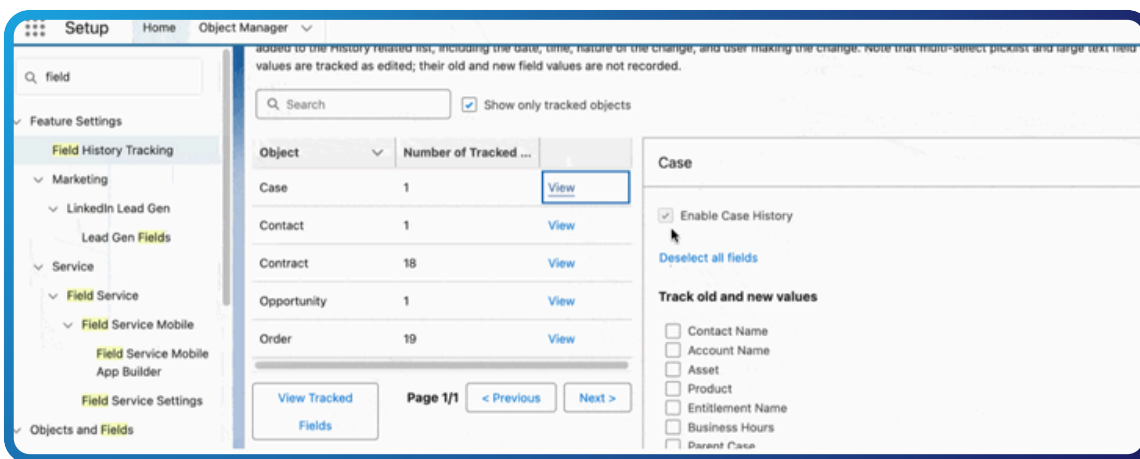 Setup Home Object Manager
field
Feature Settings
Field History Tracking
Marketing
LinkedIn Lead Gen
Lead Gen Fields
Service
Field Service
Field Service Mobile
Field Service Mobile
App Builder
Field Service Settings
Objects and Fields
added to the History related list, including the date, time, nature of the change, and user making the change. Note that multi-select picklist and large text field
values are tracked as edited; their old and new field values are not recorded.
Search Show only tracked objects
Object Number of Tracked ...
Case 1 View
Contact 1 View
Contract 18 View
Opportunity 1 View
Order 19 View
View Tracked
Fields
Page 1/1 < Previous Next >
Case
Enable Case History
Deselect all fields
Track old and new values
Contact Name
Account Name
Asset
Product
Entitlement Name
Business Hours
Parent Case